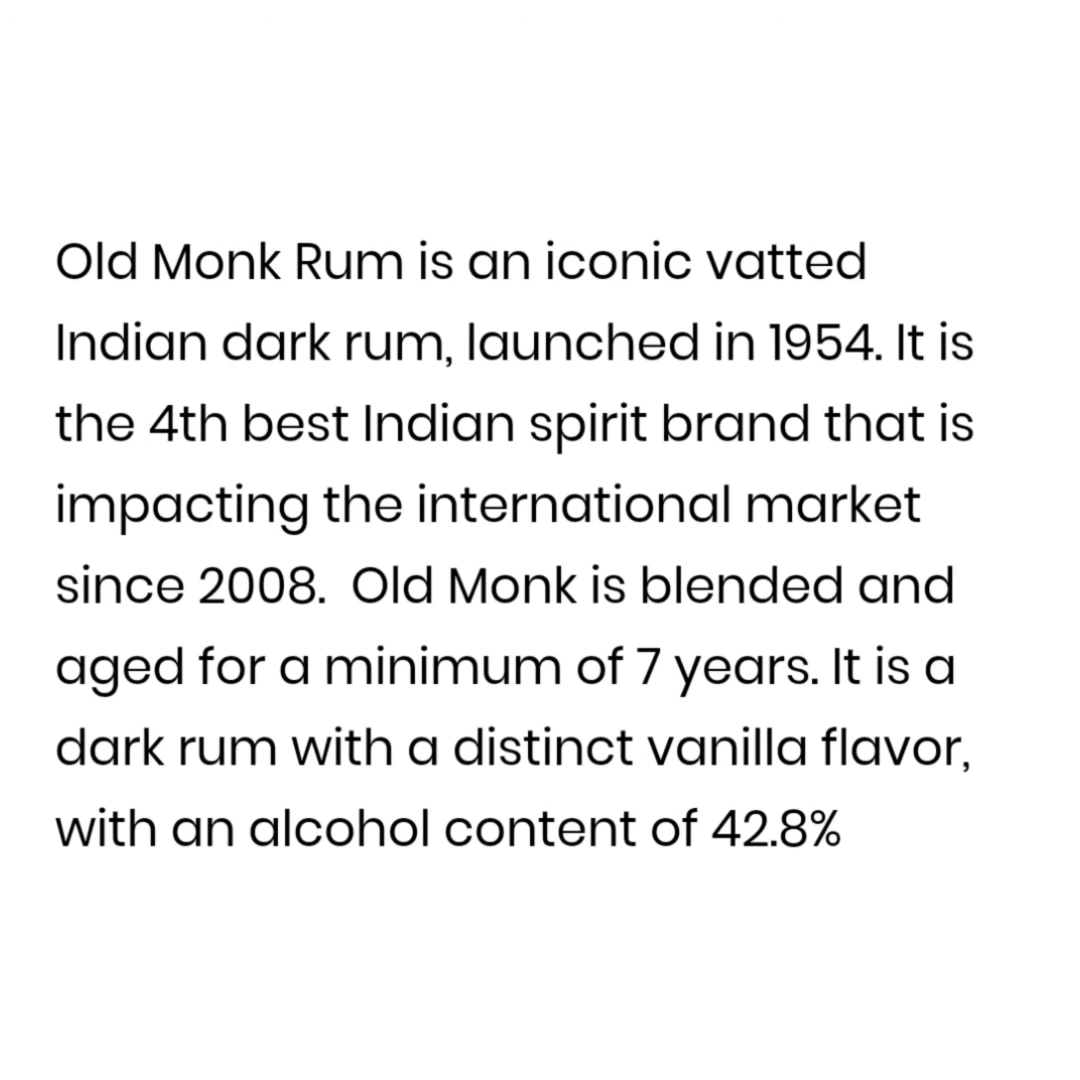 Old Monk Rum is an iconic vatted
Indian dark rum, launched in 1954. It is
the 4th best Indian spirit brand that is
impacting the international market
since 2008.  Old Monk is blended and
aged for a minimum of 7 years. It is a
dark rum with a distinct vanilla flavor,
with an alcohol content of 42.8%